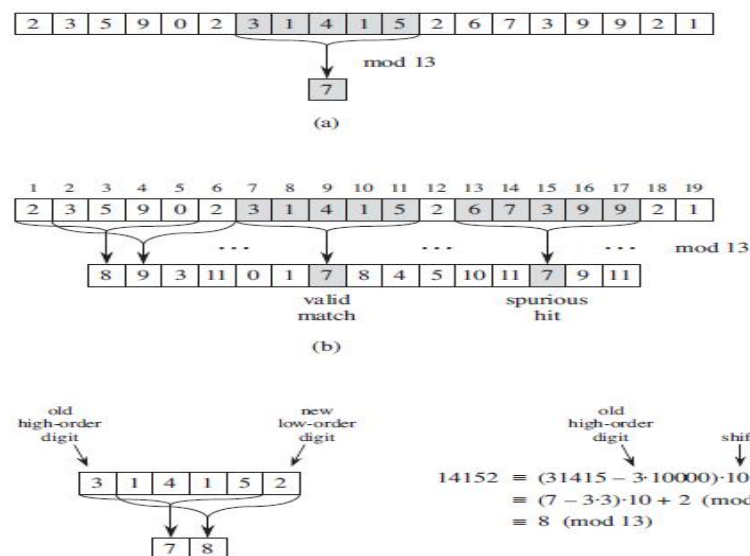 2 3 5 9 0 2 3 1 4 1 5 2 6 7 3 9 9 2 1
mod 13
7
(a)
1 2 3 4 5 6 7 8 9 10 11 12 13 14 15 16 17 18 19
2 3 5 9 0 2 3 1 4 1 5 2 6 7 3 9 9 2 1
... ... ... mod 13
8 9 3 11 0 1 7 8 4 5 10 11 7 9 11
valid match
spurious hit
(b)
old high-order digit
new low-order digit
3 1 4 1 5 2
7 8
old high-order digit
shif
14152 ≡ (31415 – 3·10000)·10
≡ (7 – 3·3)·10 + 2 (mod
≡ 8 (mod 13)